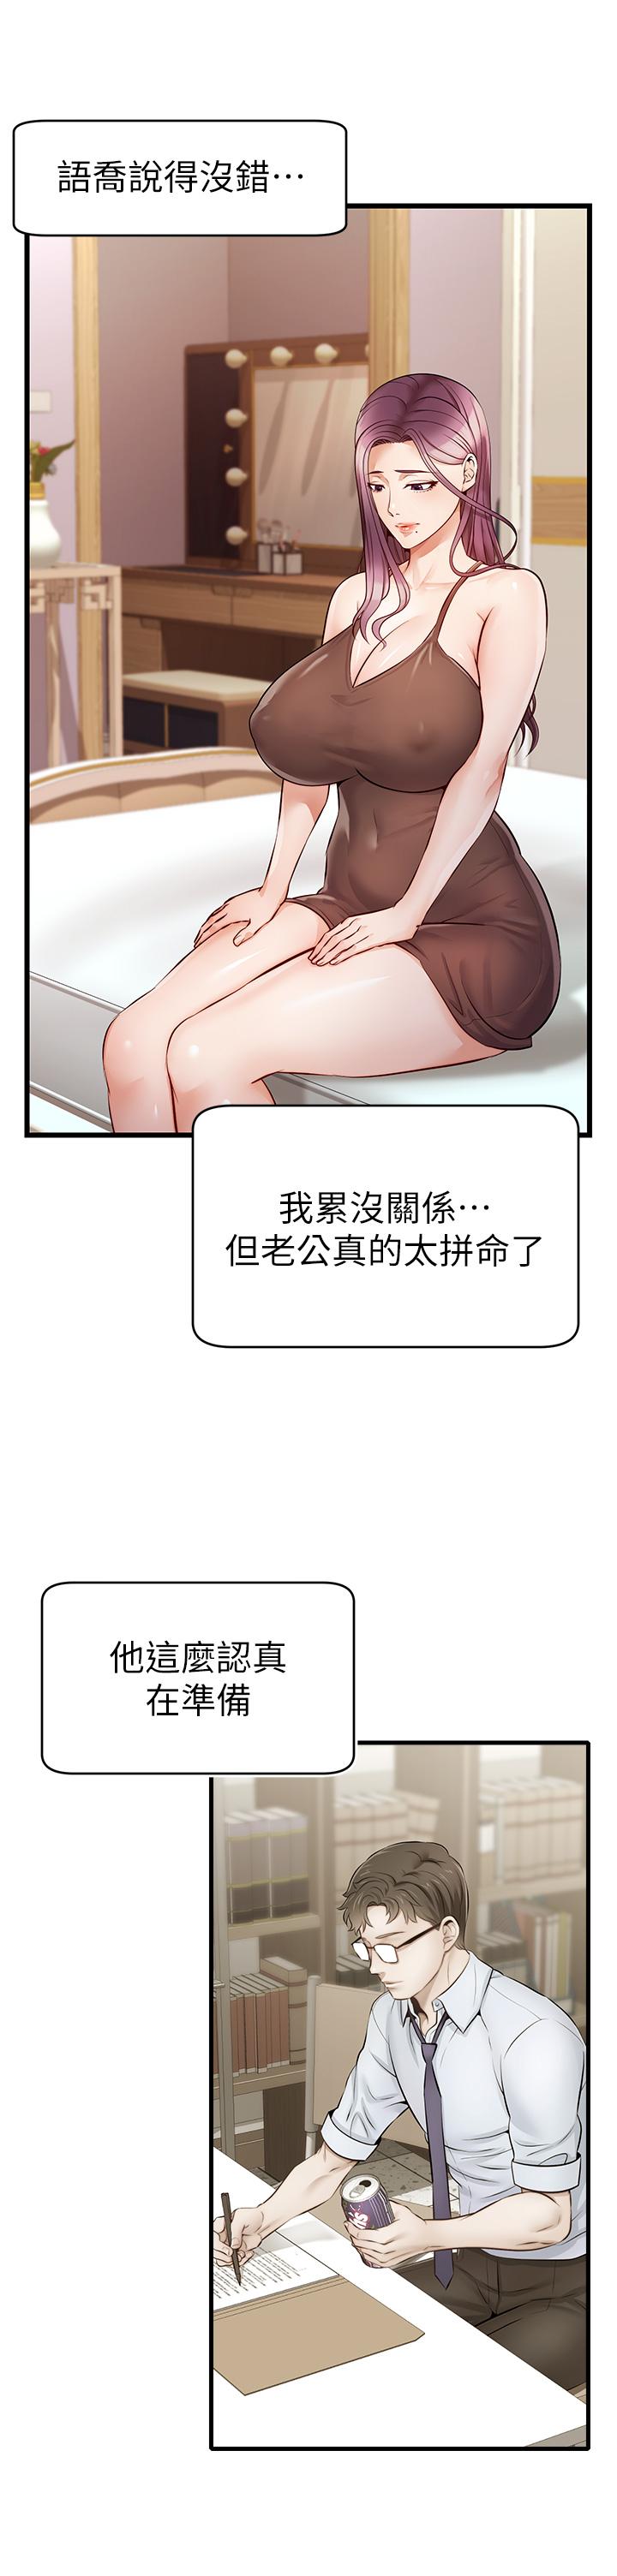 語喬說得沒錯⋯
我累沒關係⋯
但老公真的太拼命了
他這麼認真
在準備